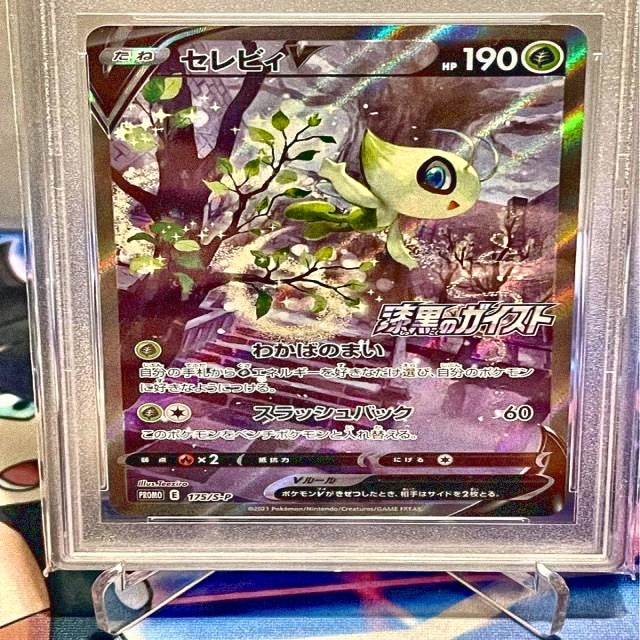 たね セレビィV HP 190
漆黒のガイスト
わかばのまい
自分の手札からエネルギーを好きなだけ選び、自分のポケモン
に好きなようにつける。
スラッシュバック 60
このポケモンをベンチポケモンと入れ替える。
弱点 ×2 抵抗力 にげる
Vルール
ポケモンVがきぜつしたとき、相手はサイドを2枚とる。
illus.Teeziro
PROMO E 175/S-P
©2021 Pokémon/Nintendo/Creatures/GAME FREAK.